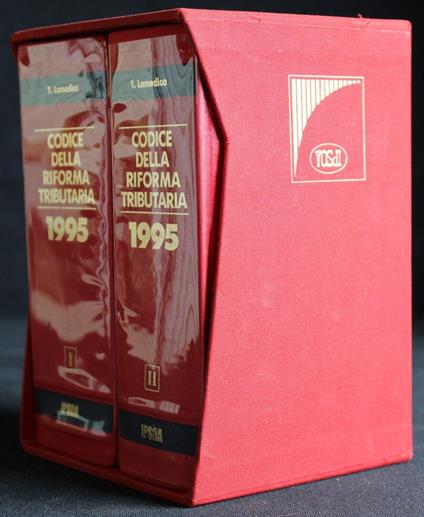 T. Lamedica
CODICE
DELLA
RIFORMA
TRIBUTARIA
1995
I
IPSOA
T. Lamedica
CODICE
DELLA
RIFORMA
TRIBUTARIA
1995
II
IPSOA
IPSOA